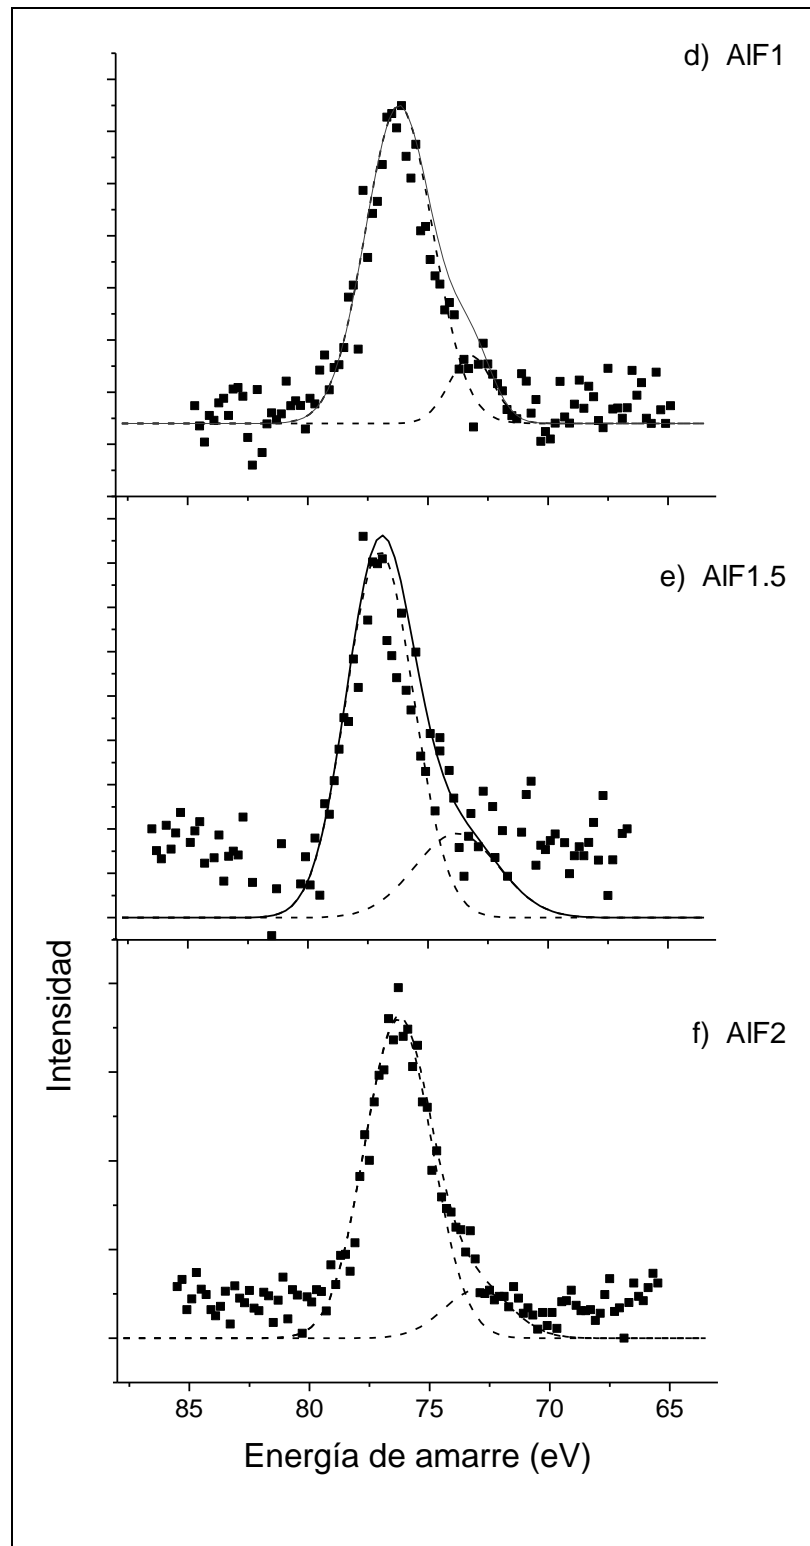 d) AlF1
e) AlF1.5
f) AlF2
Intensidad
85 80 75 70 65
Energía de amarre (eV)